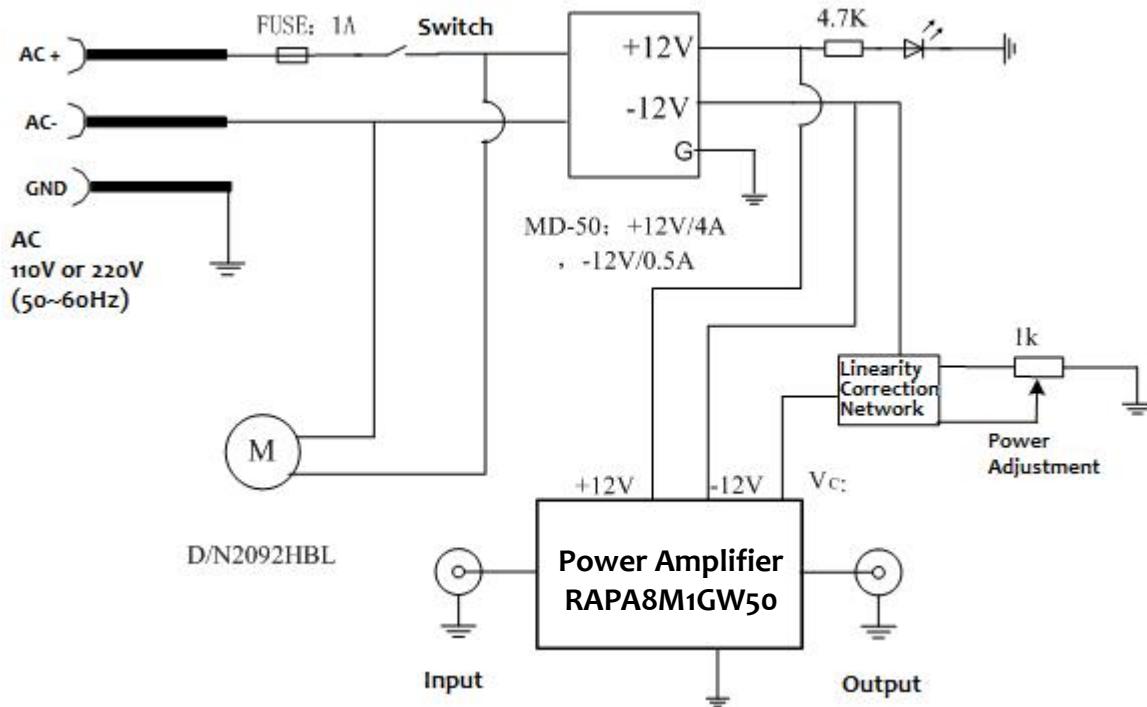 FUSE: 1A
Switch
AC +
AC-
GND
AC
110V or 220V
(50~60Hz)
+12V
-12V
G
4.7K
MD-50: +12V/4A
, -12V/0.5A
1k
Linearity
Correction
Network
Power
Adjustment
M
D/N2092HBL
+12V
-12V
Vc:
Power Amplifier
RAPA8M1GW50
Input
Output